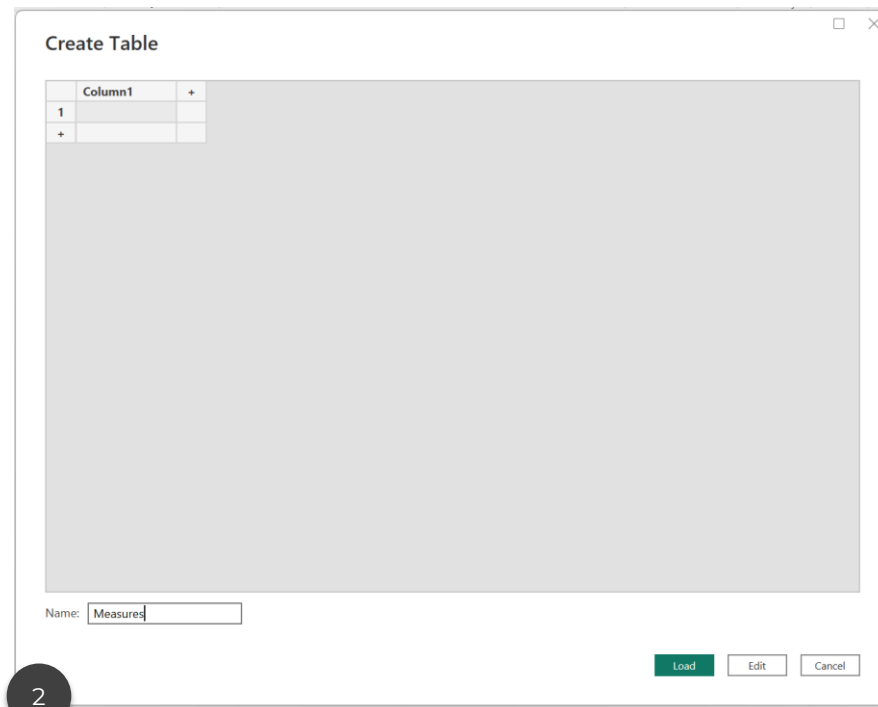 Create Table
Column1 +
1
+
Name: Measures
Load Edit Cancel
2